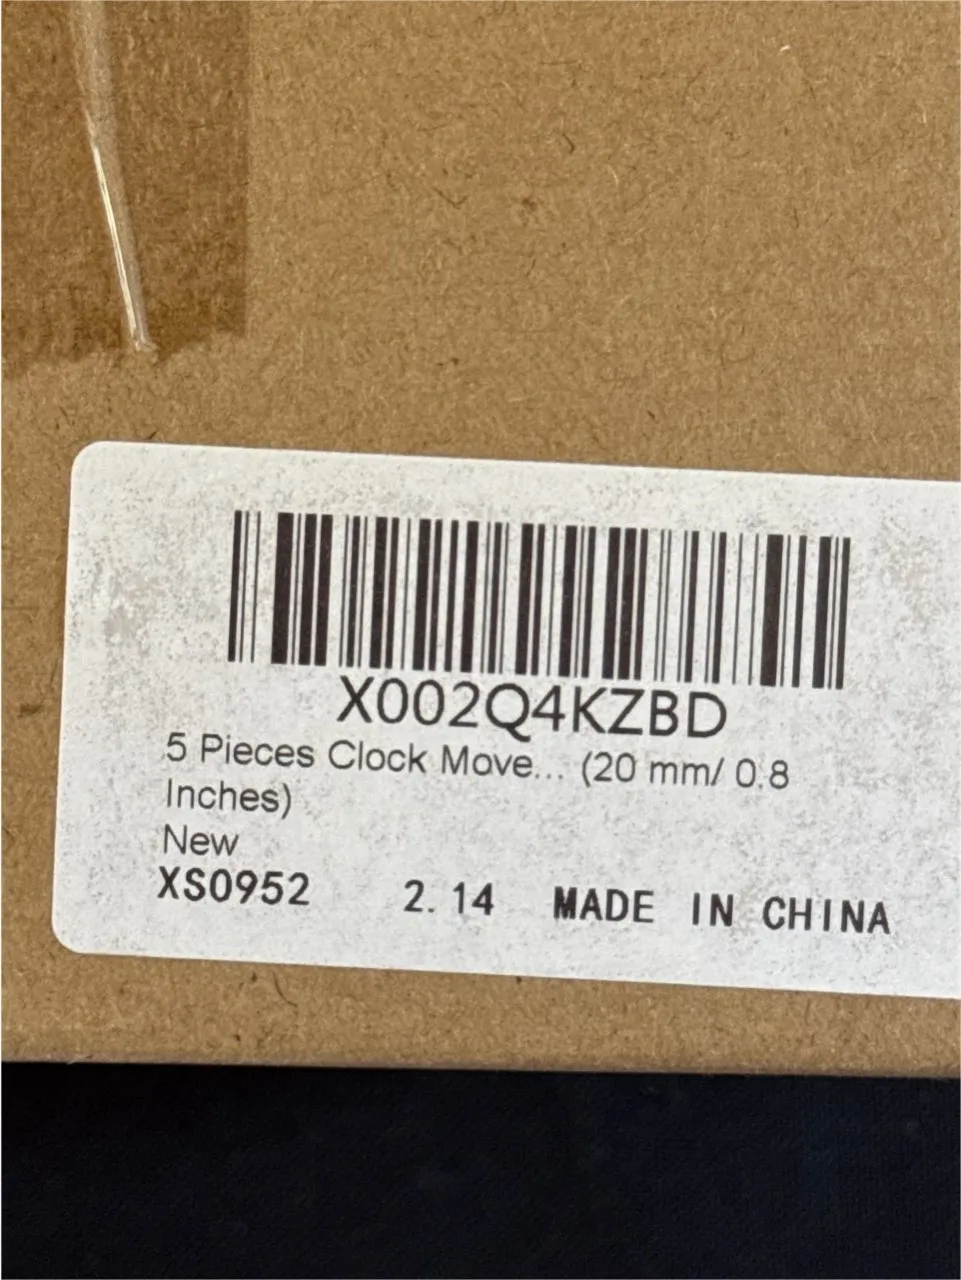 X002Q4KZBD
5 Pieces Clock Move... (20 mm/ 0.8
Inches)
New
XS0952 2.14 MADE IN CHINA